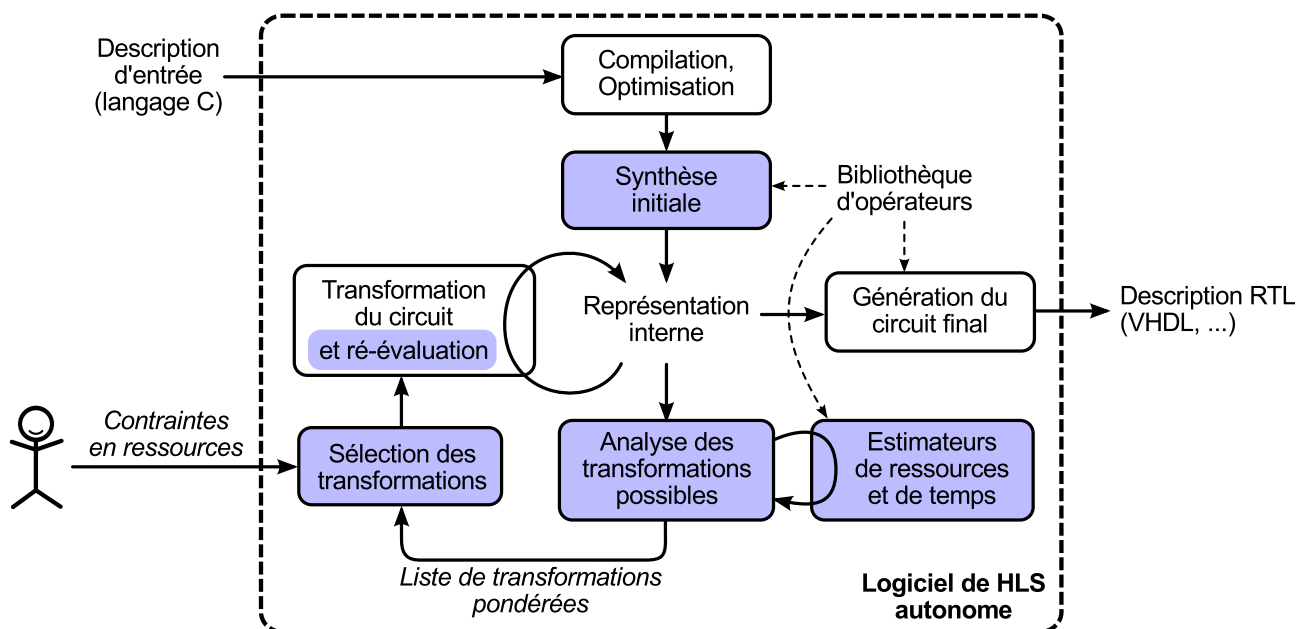 Description
d'entrée
(langage C)
Compilation,
Optimisation
Synthèse
initiale
Bibliothèque
d'opérateurs
Transformation
du circuit
et ré-évaluation
Représentation
interne
Génération du
circuit final
Description RTL
(VHDL, ...)
Contraintes
en ressources
Sélection des
transformations
Analyse des
transformations
possibles
Estimateurs
de ressources
et de temps
Liste de transformations
pondérées
Logiciel de HLS
autonome